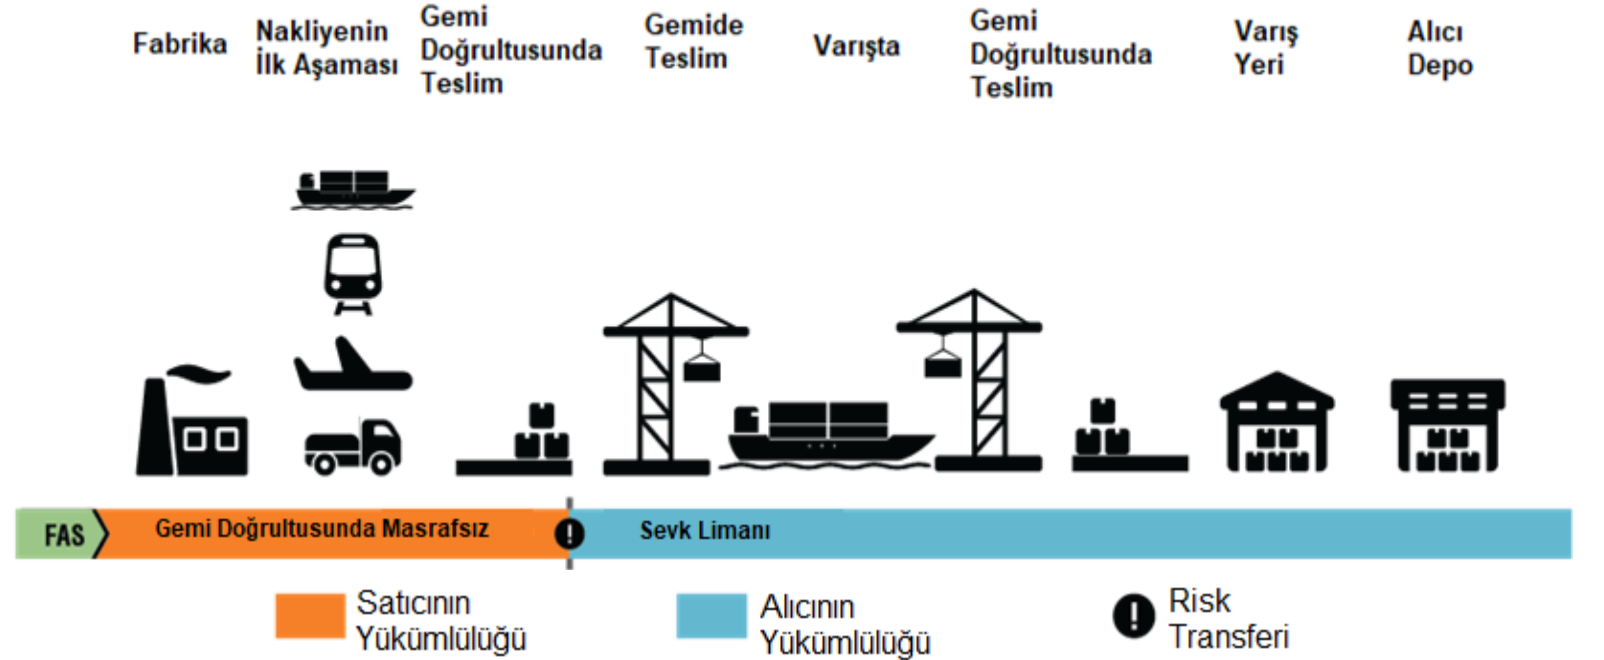 Fabrika
Nakliyenin
İlk Aşaması
Gemi
Doğrultusunda
Teslim
Gemide
Teslim
Varışta
Gemi
Doğrultusunda
Teslim
Varış
Yeri
Alıcı
Depo
FAS
Gemi Doğrultusunda Masrafsız
Sevk Limanı
Satıcının
Yükümlülüğü
Alıcının
Yükümlülüğü
Risk
Transferi